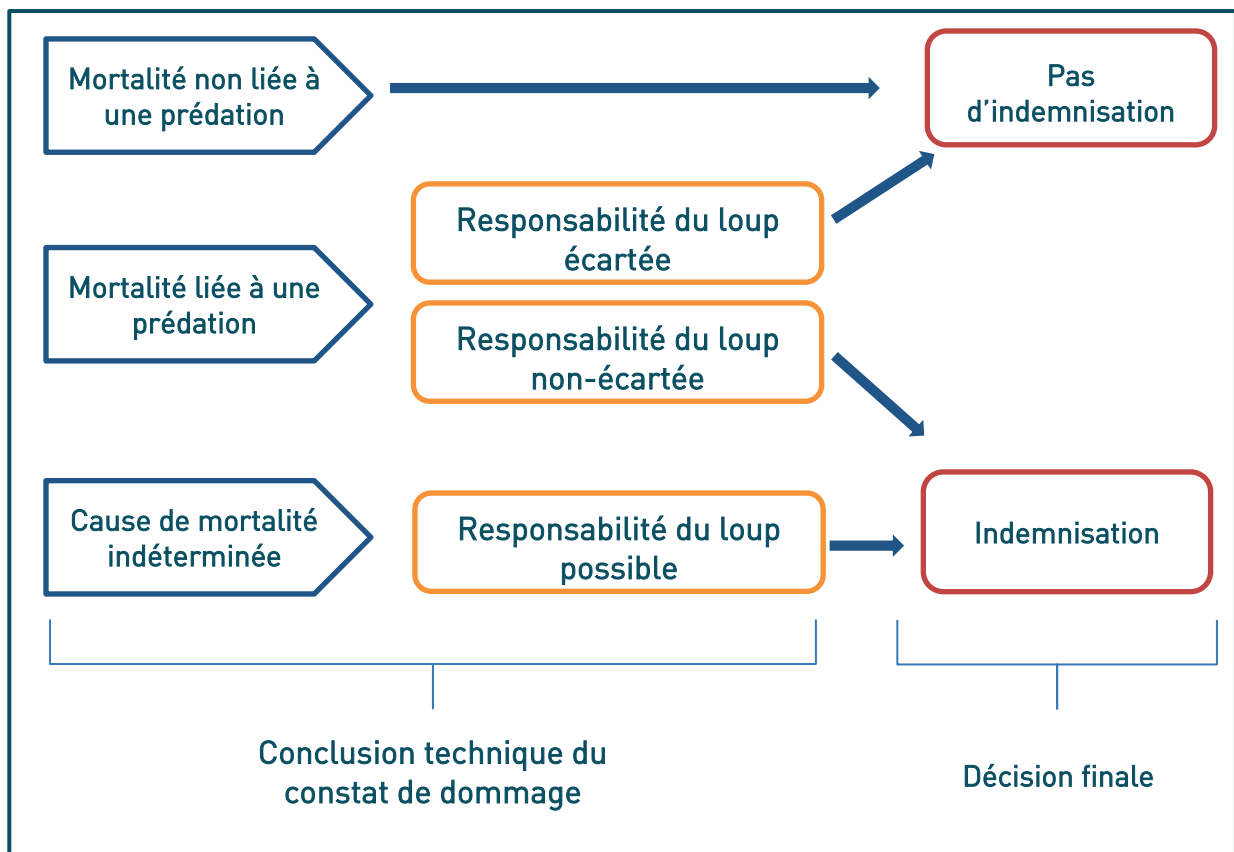 Mortalité non liée à
une prédation
Pas
d’indemnisation
Responsabilité du loup
écartée
Mortalité liée à une
prédation
Responsabilité du loup
non-écartée
Cause de mortalité
indéterminée
Responsabilité du loup
possible
Indemnisation
Conclusion technique du
constat de dommage
Décision finale